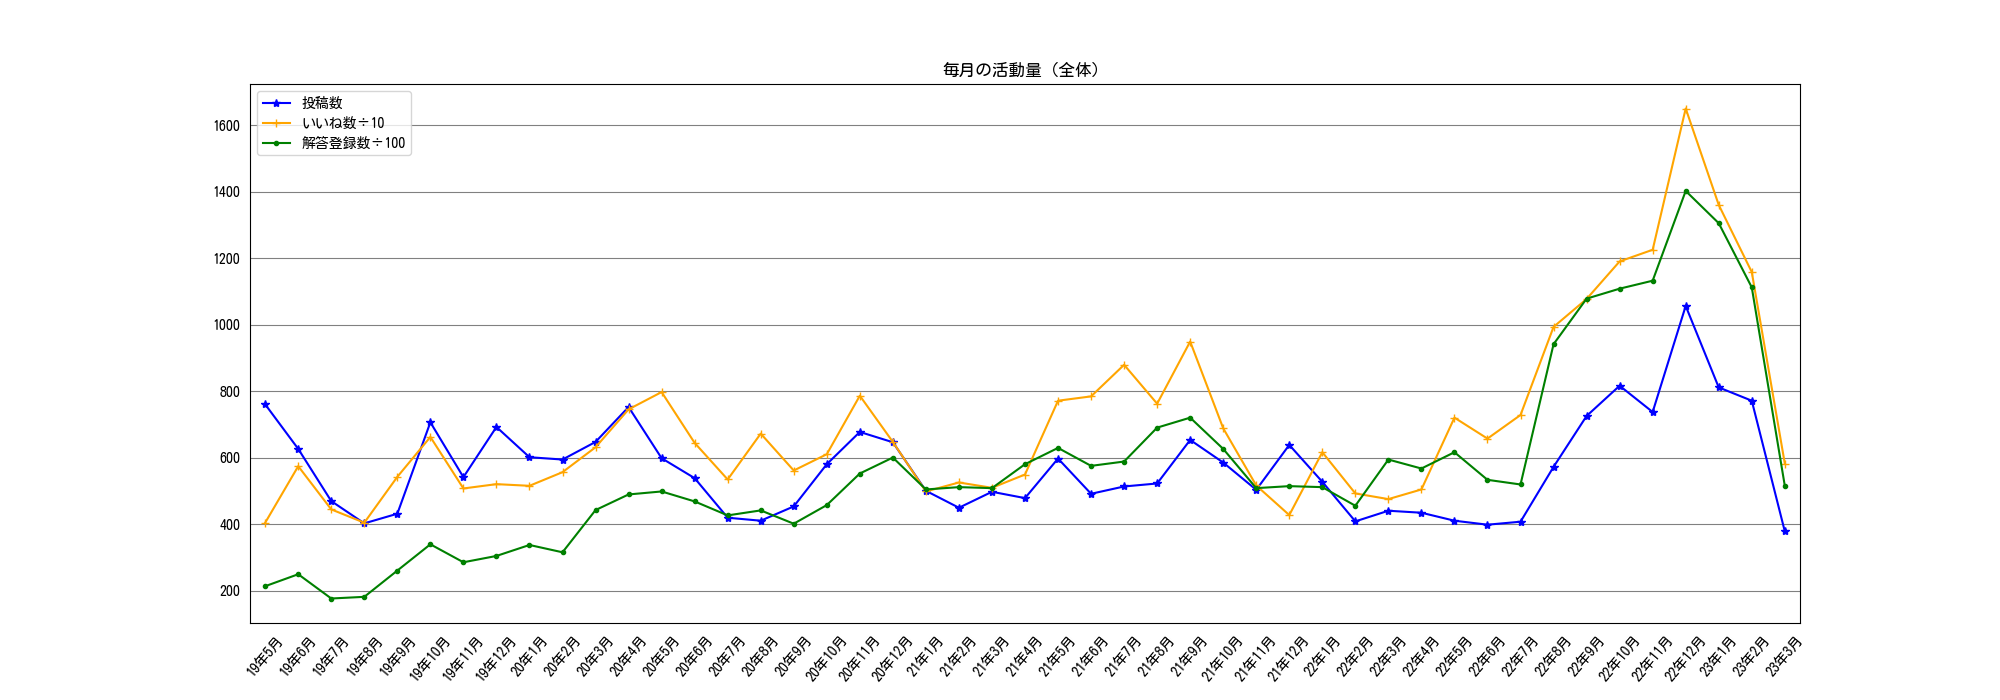 毎月の活動量（全体）
投稿数
いいね数÷10
解答登録数÷100
1600
1400
1200
1000
800
600
400
200
19年5月
19年6月
19年7月
19年8月
19年9月
19年10月
19年11月
19年12月
20年1月
20年2月
20年3月
20年4月
20年5月
20年6月
20年7月
20年8月
20年9月
20年10月
20年11月
20年12月
21年1月
21年2月
21年3月
21年4月
21年5月
21年6月
21年7月
21年8月
21年9月
21年10月
21年11月
21年12月
22年1月
22年2月
22年3月
22年4月
22年5月
22年6月
22年7月
22年8月
22年9月
22年10月
22年11月
22年12月
23年1月
23年2月
23年3月